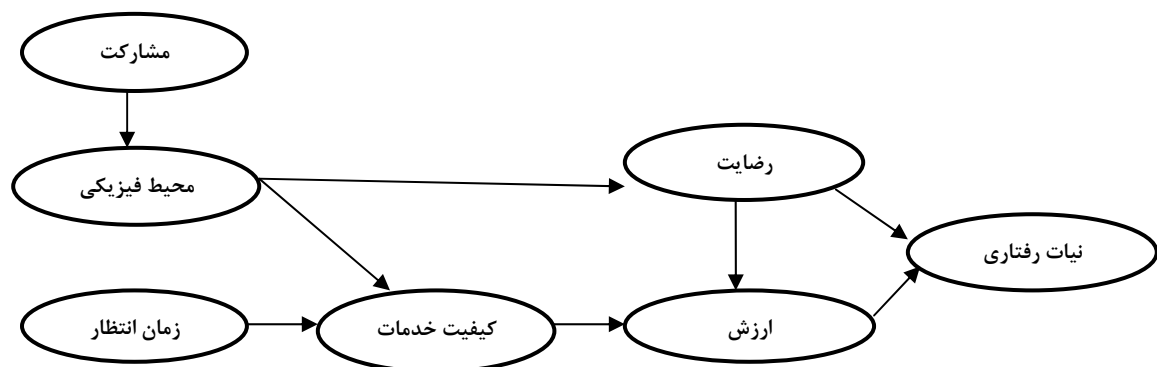 مشارکت
رضایت
محیط فیزیکی
نیات رفتاری
زمان انتظار
کیفیت خدمات
ارزش